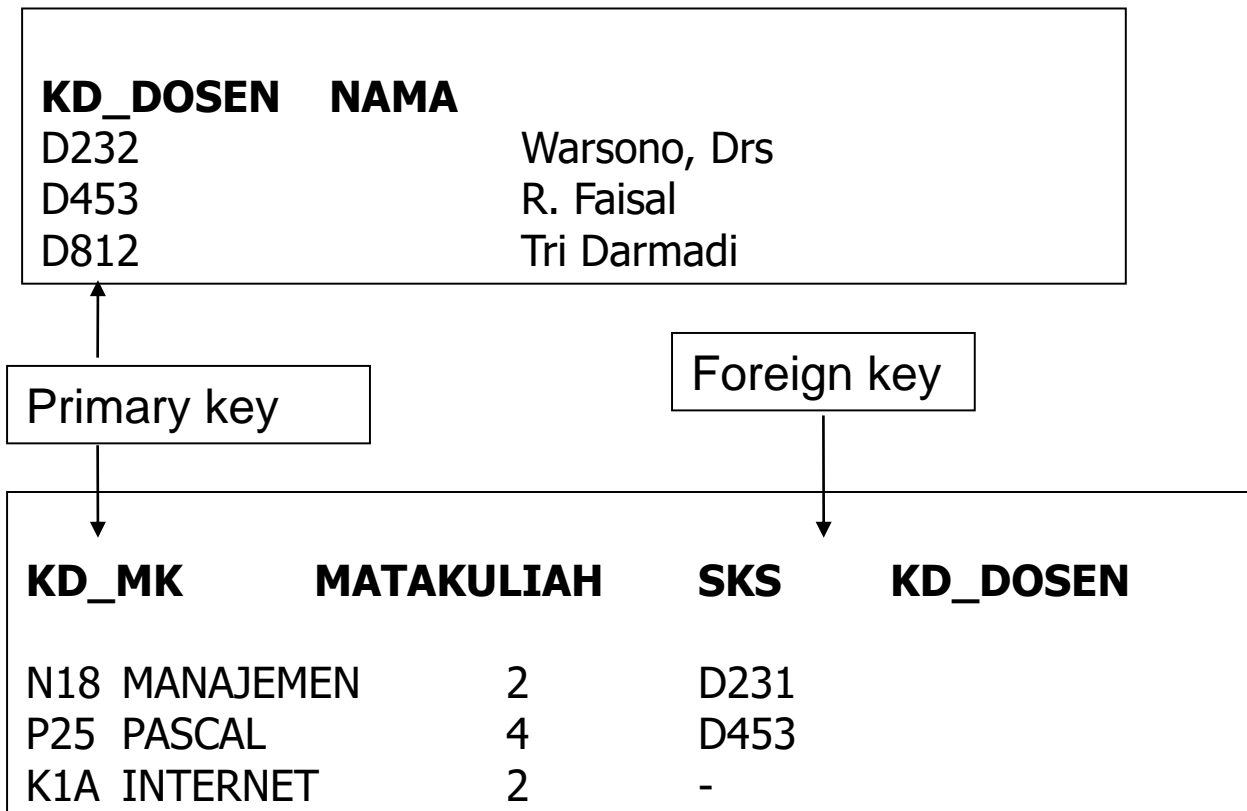 KD_DOSEN NAMA
D232 Warsono, Drs
D453 R. Faisal
D812 Tri Darmadi
Primary key
Foreign key
KD_MK MATAKULIAH SKS KD_DOSEN
N18 MANAJEMEN 2 D231
P25 PASCAL 4 D453
K1A INTERNET 2 -